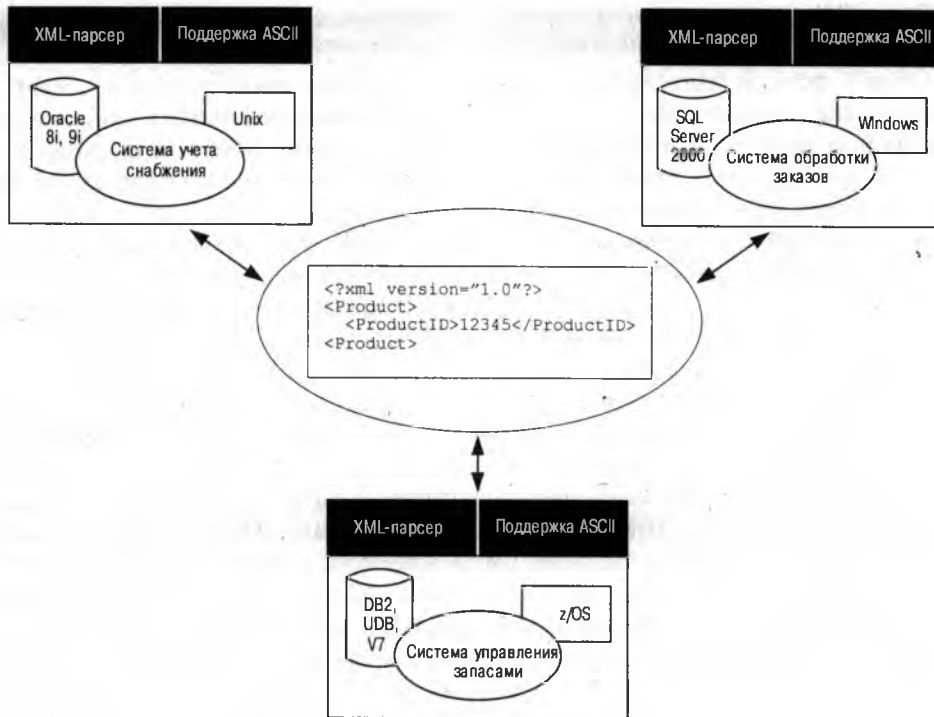 XML-парсер
Поддержка ASCII
Oracle
8i, 9i
Unix
Система учета
снабжения
XML-парсер
Поддержка ASCII
SQL
Server
2000
Windows
Система обработки
заказов
<?xml version="1.0"?>
<Product>
<ProductID>12345</ProductID>
<Product>
XML-парсер
Поддержка ASCII
DB2,
UDB,
V7
z/OS
Система управления
запасами